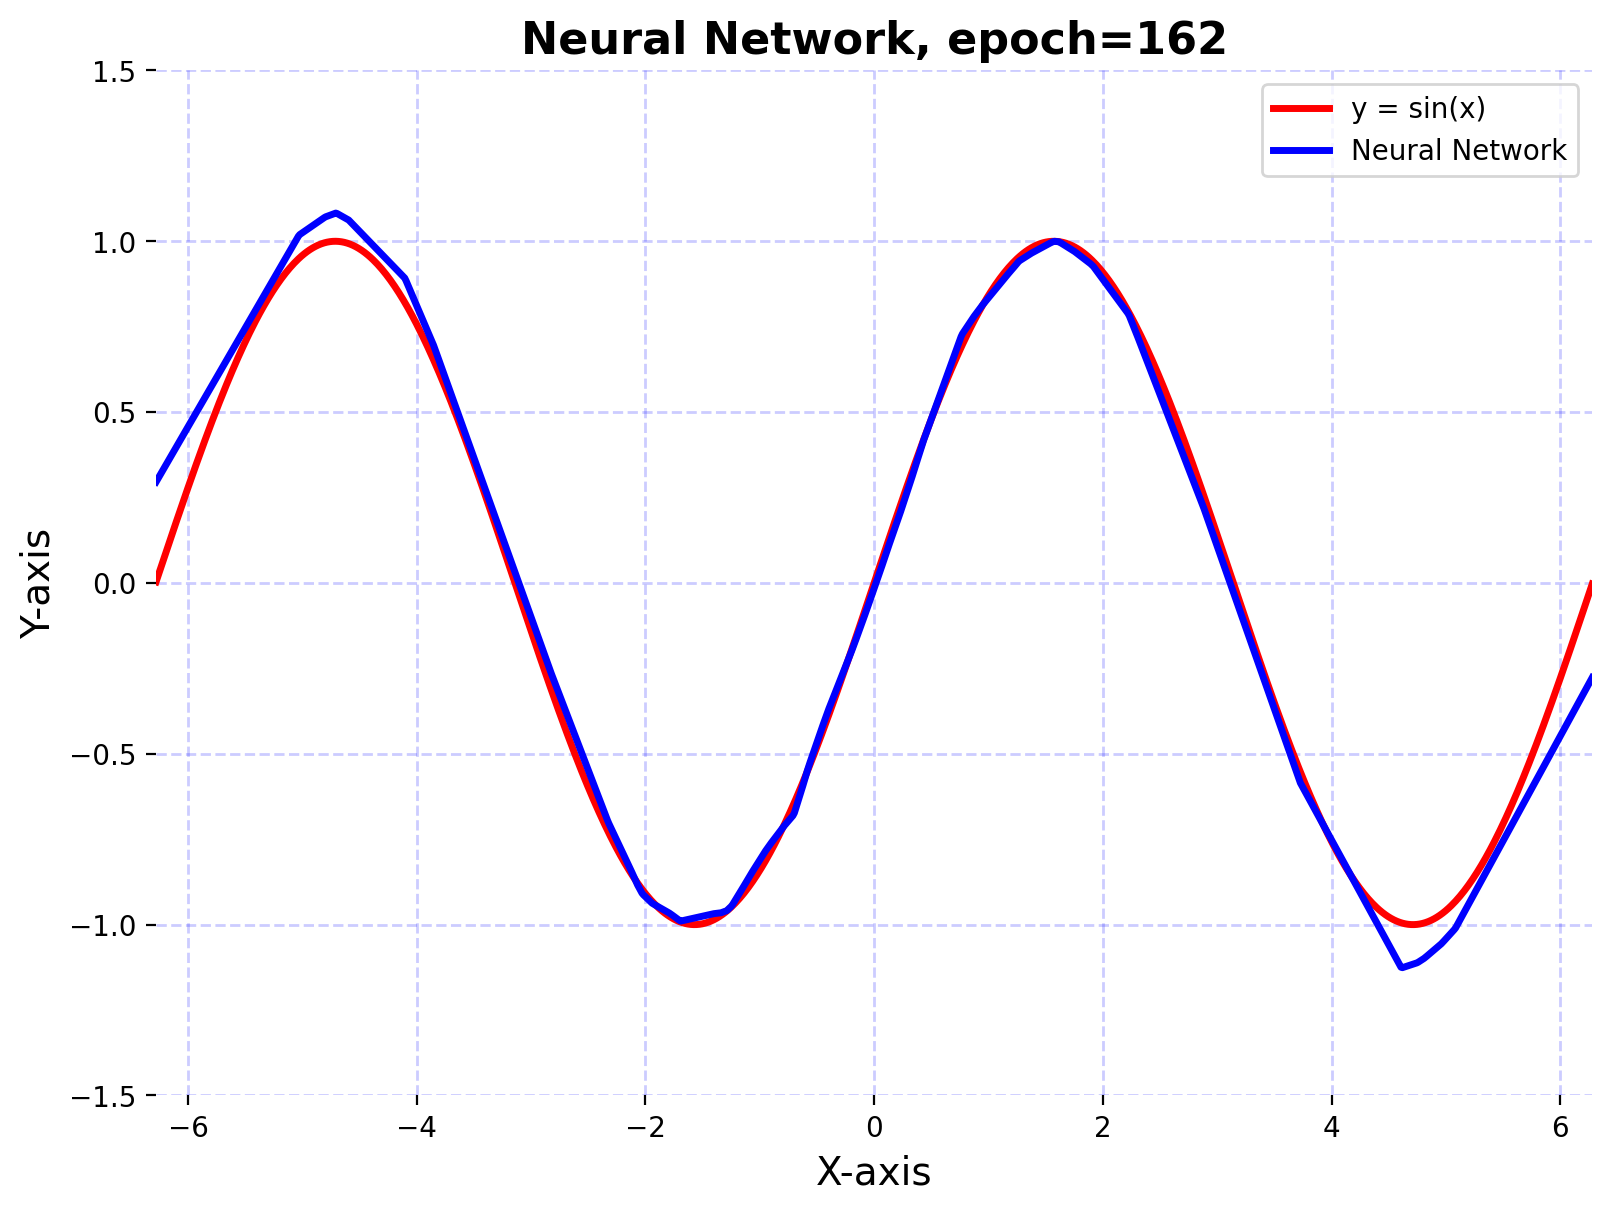 Neural Network, epoch=162
y = sin(x)
Neural Network
Y-axis
1.5
1.0
0.5
0.0
−0.5
−1.0
−1.5
−6 −4 −2 0 2 4 6
X-axis